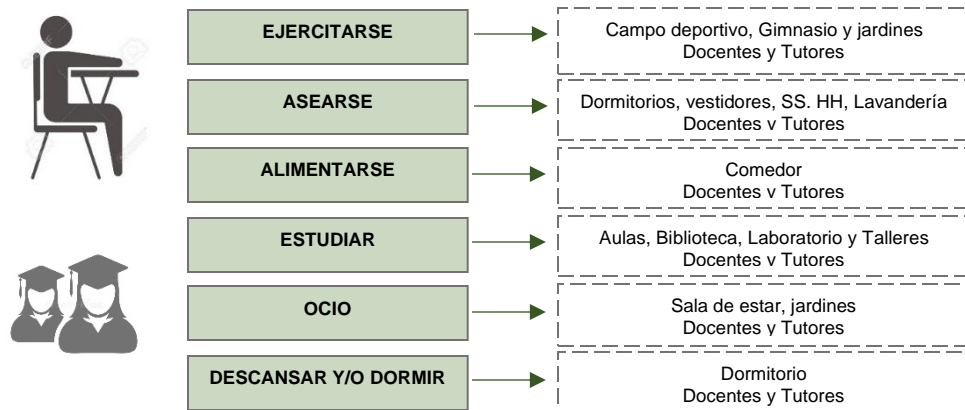 EJERCITARSE
Campo deportivo, Gimnasio y jardines
Docentes y Tutores
ASEARSE
Dormitorios, vestidores, SS. HH, Lavandería
Docentes v Tutores
ALIMENTARSE
Comedor
Docentes y Tutores
ESTUDIAR
Aulas, Biblioteca, Laboratorio y Talleres
Docentes v Tutores
OCIO
Sala de estar, jardines
Docentes y Tutores
DESCANSAR Y/O DORMIR
Dormitorio
Docentes y Tutores